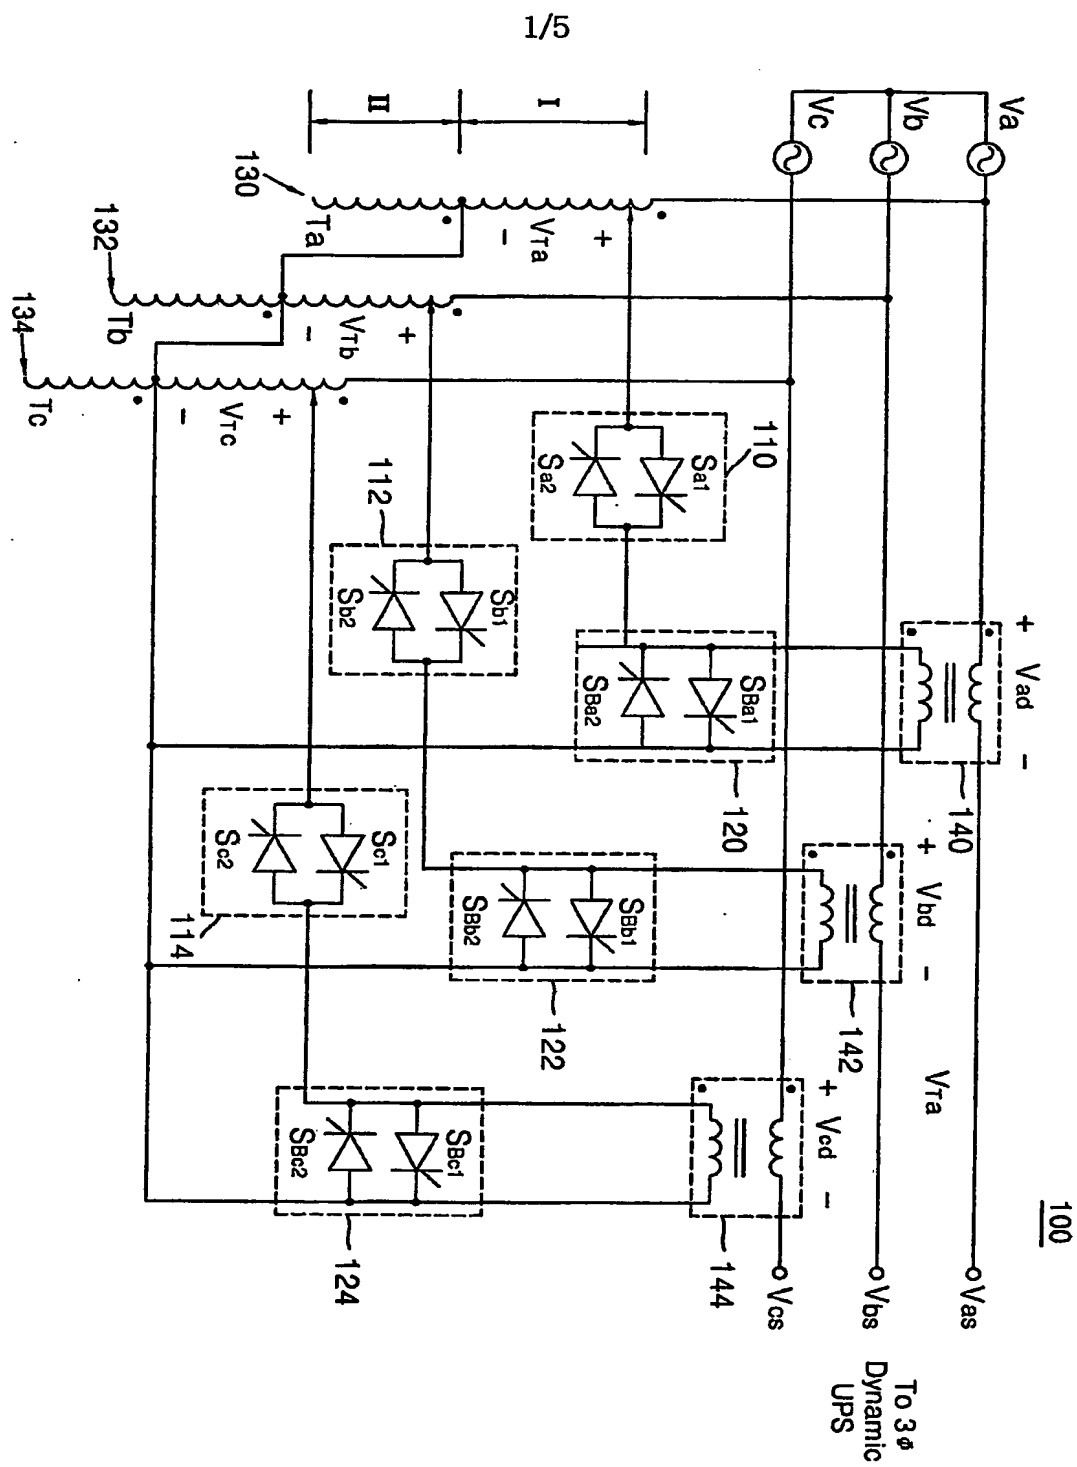 1/5
100
Va
Vb
Vc
I
II
130
132
134
Ta
Tb
Tc
+
VTa
-
+
VTb
-
+
VTc
-
110
Sa1
Sa2
112
Sb1
Sb2
114
Sc1
Sc2
120
SBa1
SBa2
122
SBb1
SBb2
124
SBc1
SBc2
+ Vad -
140
+ Vbd -
142
+ Vcd -
144
VTa
Vas
Vbs
Vcs
To 3ø
Dynamic
UPS